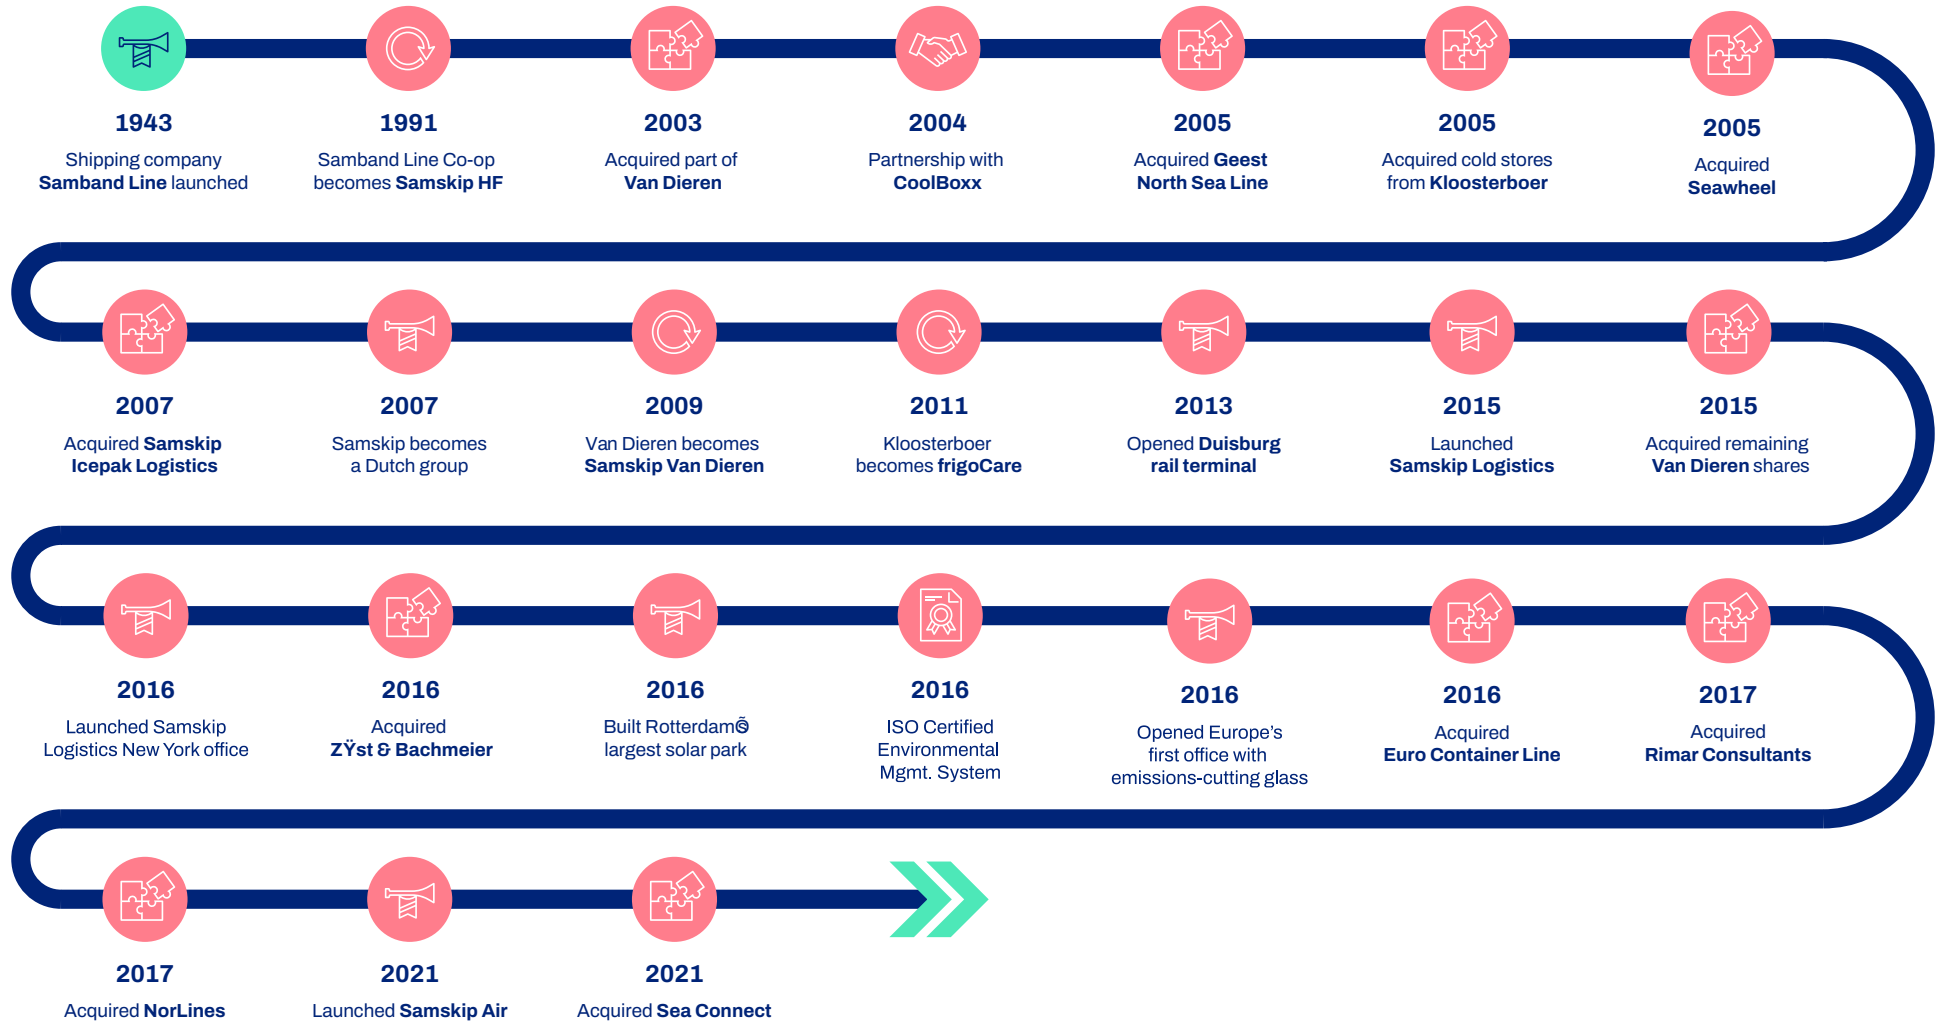 1943
Shipping company
Samband Line launched
1991
Samband Line Co-op
becomes Samskip HF
2003
Acquired part of
Van Dieren
2004
Partnership with
CoolBoxx
2005
Acquired Geest
North Sea Line
2005
Acquired cold stores
from Kloosterboer
2005
Acquired
Seawheel
2007
Acquired Samskip
Icepak Logistics
2007
Samskip becomes
a Dutch group
2009
Van Dieren becomes
Samskip Van Dieren
2011
Kloosterboer
becomes frigoCare
2013
Opened Duisburg
rail terminal
2015
Launched
Samskip Logistics
2015
Acquired remaining
Van Dieren shares
2016
Launched Samskip
Logistics New York office
2016
Acquired
ZŸst & Bachmeier
2016
Built
largest solar park
2016
ISO Certified
Environmental
Mgmt. System
2016
Opened Europe’s
first office with
emissions-cutting glass
2016
Acquired
Euro Container Line
2017
Acquired
Rimar Consultants
2017
Acquired NorLines
2021
Launched Samskip Air
2021
Acquired Sea Connect